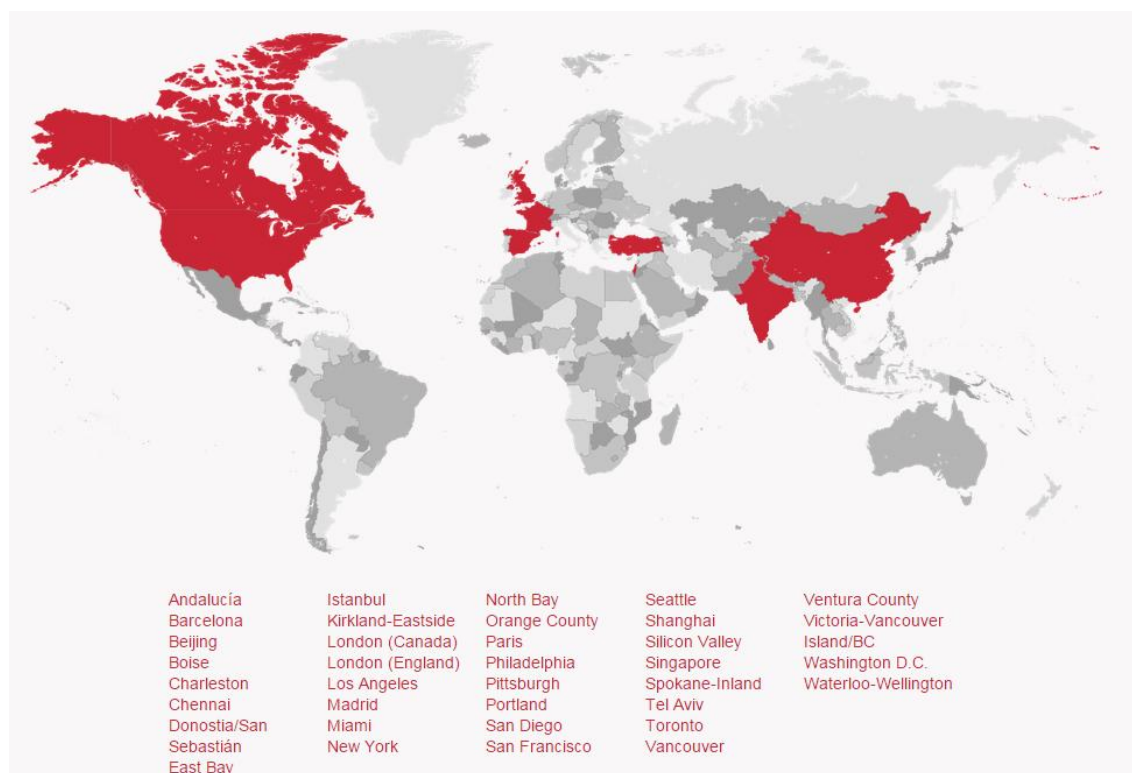 Andalucía
Barcelona
Beijing
Boise
Charleston
Chennai
Donostia/San
Sebastián
East Bay
Istanbul
Kirkland-Eastside
London (Canada)
London (England)
Los Angeles
Madrid
Miami
New York
North Bay
Orange County
Paris
Philadelphia
Pittsburgh
Portland
San Diego
San Francisco
Seattle
Shanghai
Silicon Valley
Singapore
Spokane-Inland
Tel Aviv
Toronto
Vancouver
Ventura County
Victoria-Vancouver
Island/BC
Washington D.C.
Waterloo-Wellington